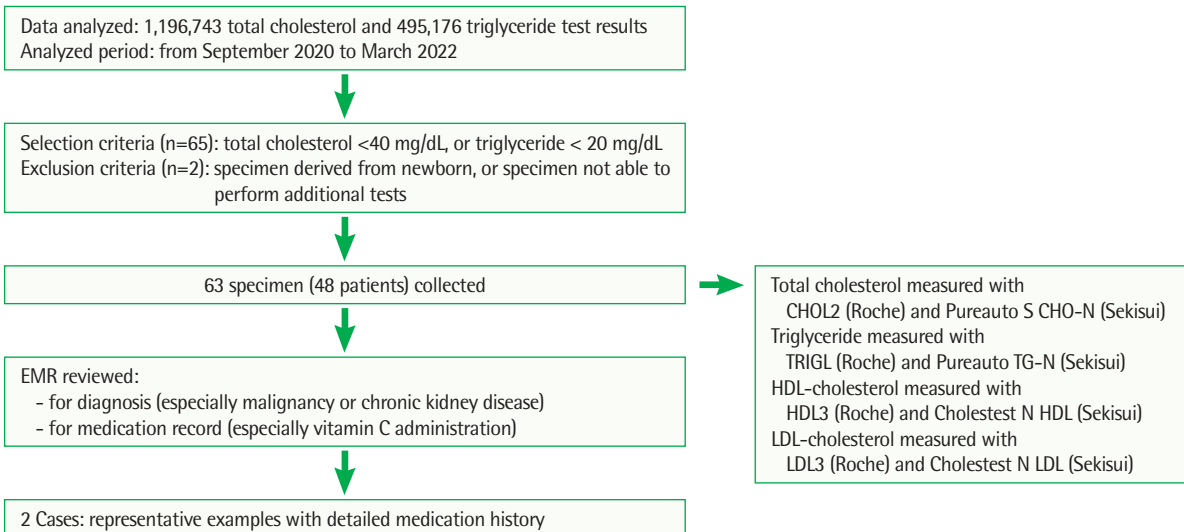 Data analyzed: 1,196,743 total cholesterol and 495,176 triglyceride test results
Analyzed period: from September 2020 to March 2022
Selection criteria (n=65): total cholesterol <40 mg/dL, or triglyceride < 20 mg/dL
Exclusion criteria (n=2): specimen derived from newborn, or specimen not able to
perform additional tests
63 specimen (48 patients) collected
Total cholesterol measured with
CHOL2 (Roche) and Pureauto S CHO-N (Sekisui)
Triglyceride measured with
TRIGL (Roche) and Pureauto TG-N (Sekisui)
HDL-cholesterol measured with
HDL3 (Roche) and Cholestest N HDL (Sekisui)
LDL-cholesterol measured with
LDL3 (Roche) and Cholestest N LDL (Sekisui)
EMR reviewed:
- for diagnosis (especially malignancy or chronic kidney disease)
- for medication record (especially vitamin C administration)
2 Cases: representative examples with detailed medication history